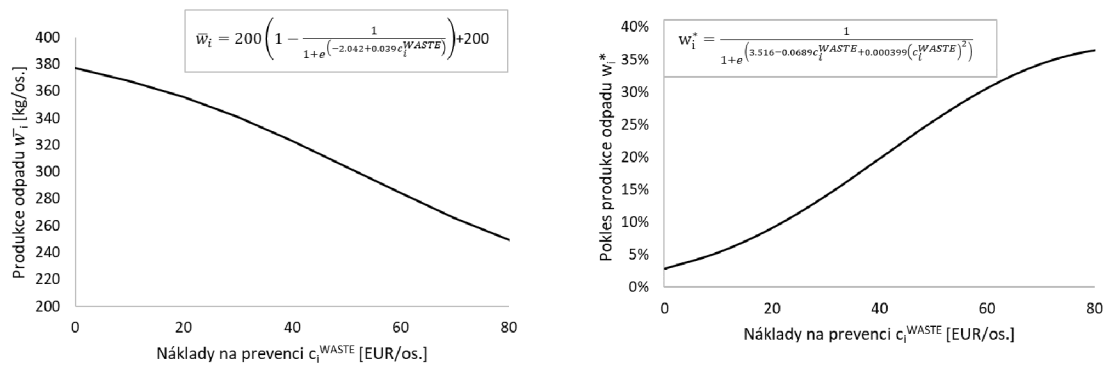 w̄ᵢ = 200(1 − 1/(1+e^(−2.042+0.039cᵢ^WASTE)))+200
400
380
360
340
320
300
280
260
240
220
200
0 20 40 60 80
Produkce odpadu w̄ᵢ [kg/os.]
Náklady na prevenci cᵢ^WASTE [EUR/os.]
wᵢ* = 1/(1+e^(3.516−0.0689cᵢ^WASTE+0.000399(cᵢ^WASTE)²))
40%
35%
30%
25%
20%
15%
10%
5%
0%
0 20 40 60 80
Pokles produkce odpadu wᵢ*
Náklady na prevenci cᵢ^WASTE [EUR/os.]